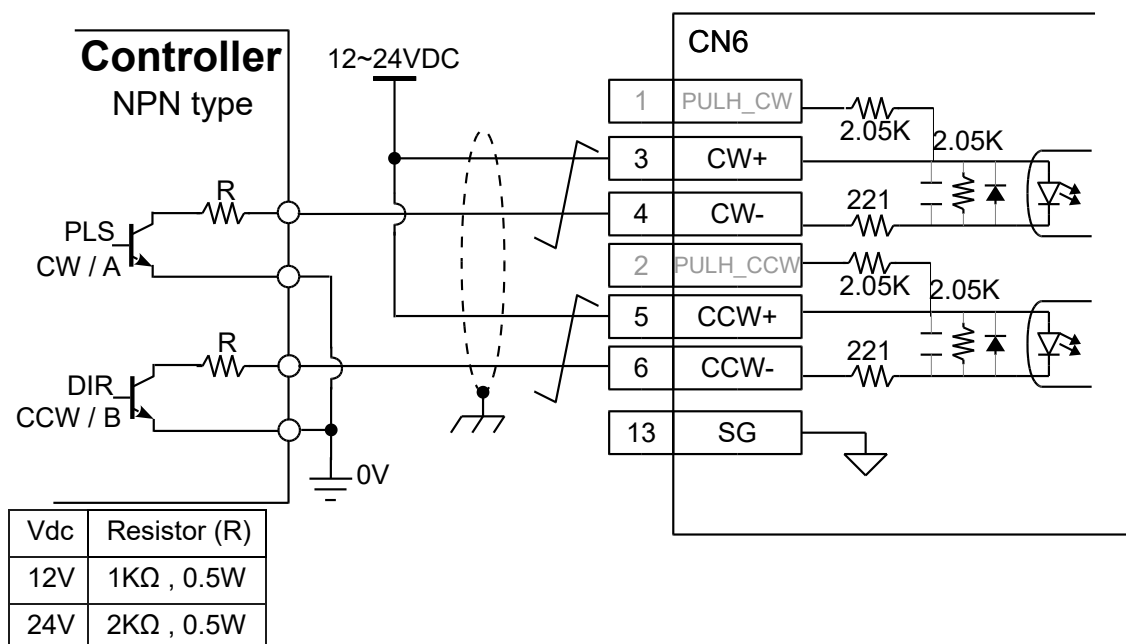 Controller
NPN type
12~24VDC
CN6
1 PULH_CW
2.05K
2.05K
3 CW+
R
4 CW-
221
PLS
CW / A
2 PULH_CCW
2.05K
2.05K
5 CCW+
R
6 CCW-
221
DIR
CCW / B
13 SG
0V
Vdc Resistor (R)
12V 1KΩ , 0.5W
24V 2KΩ , 0.5W